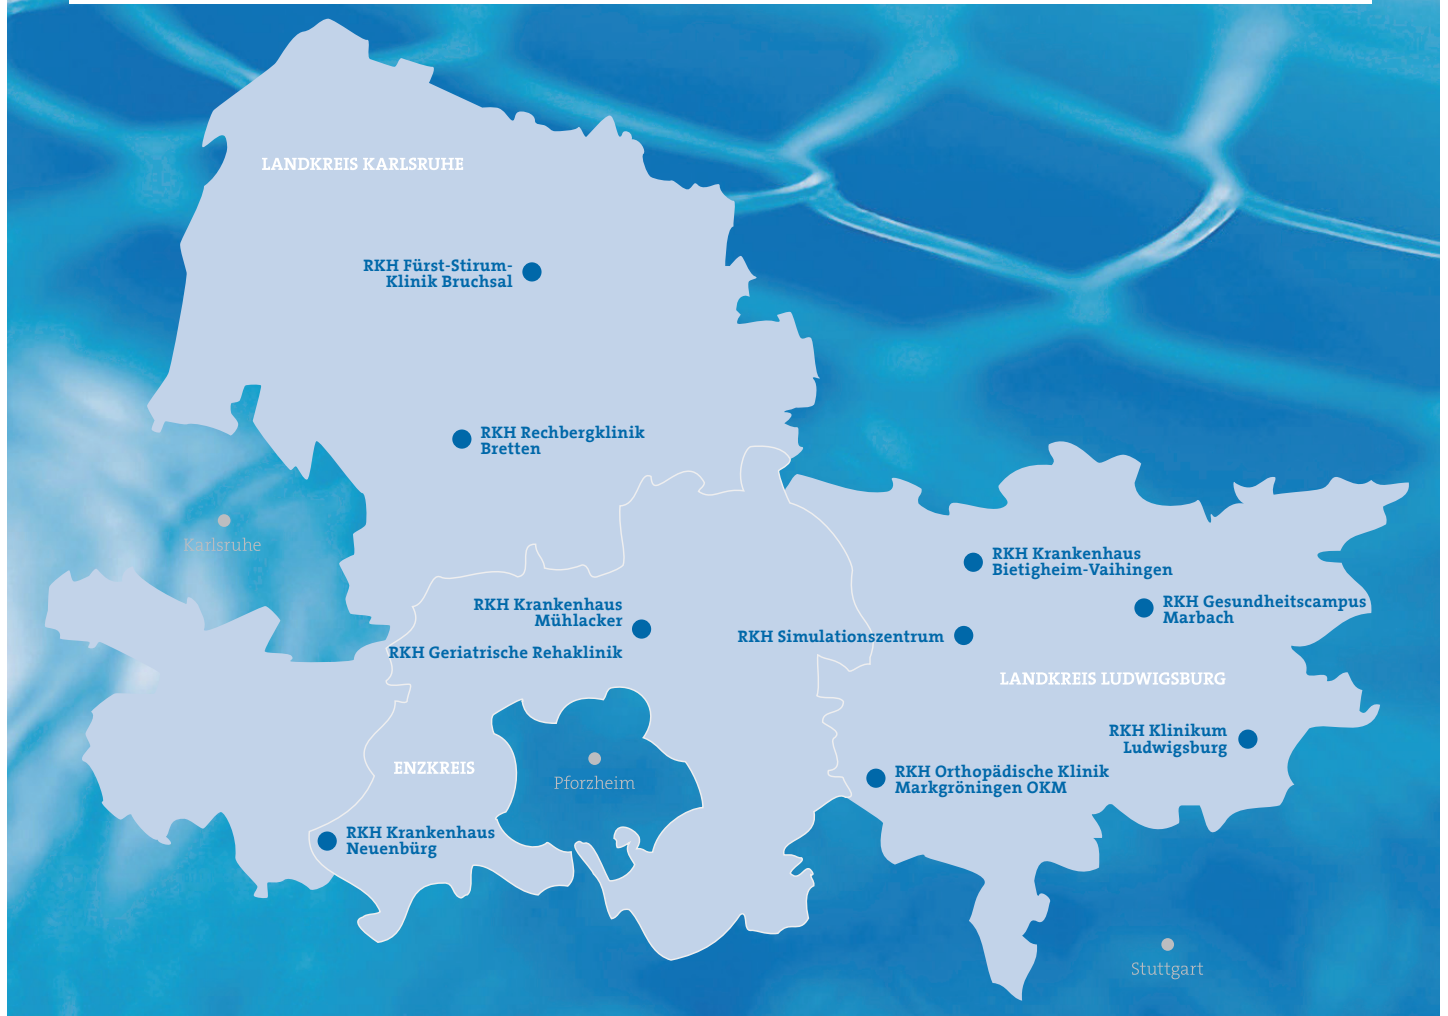 LANDKREIS KARLSRUHE
RKH Fürst-Stirum-
Klinik Bruchsal
RKH Rechbergklinik
Bretten
Karlsruhe
RKH Krankenhaus
Bietigheim-Vaihingen
RKH Gesundheitscampus
Marbach
RKH Krankenhaus
Mühlacker
RKH Geriatrische Rehaklinik
RKH Simulationszentrum
LANDKREIS LUDWIGSBURG
RKH Klinikum
Ludwigsburg
ENZKREIS
Pforzheim
RKH Orthopädische Klinik
Markgröningen OKM
RKH Krankenhaus
Neuenbürg
Stuttgart